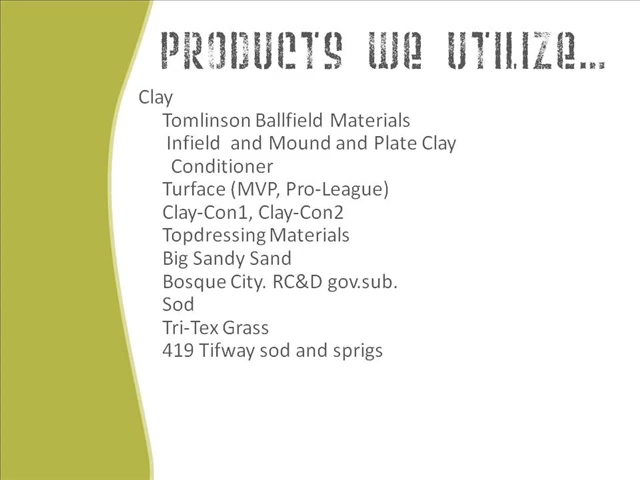 PRODUCTS WE UTILIZE...
Clay
Tomlinson Ballfield Materials
Infield and Mound and Plate Clay
Conditioner
Turface (MVP, Pro-League)
Clay-Con1, Clay-Con2
Topdressing Materials
Big Sandy Sand
Bosque City. RC&D gov.sub.
Sod
Tri-Tex Grass
419 Tifway sod and sprigs